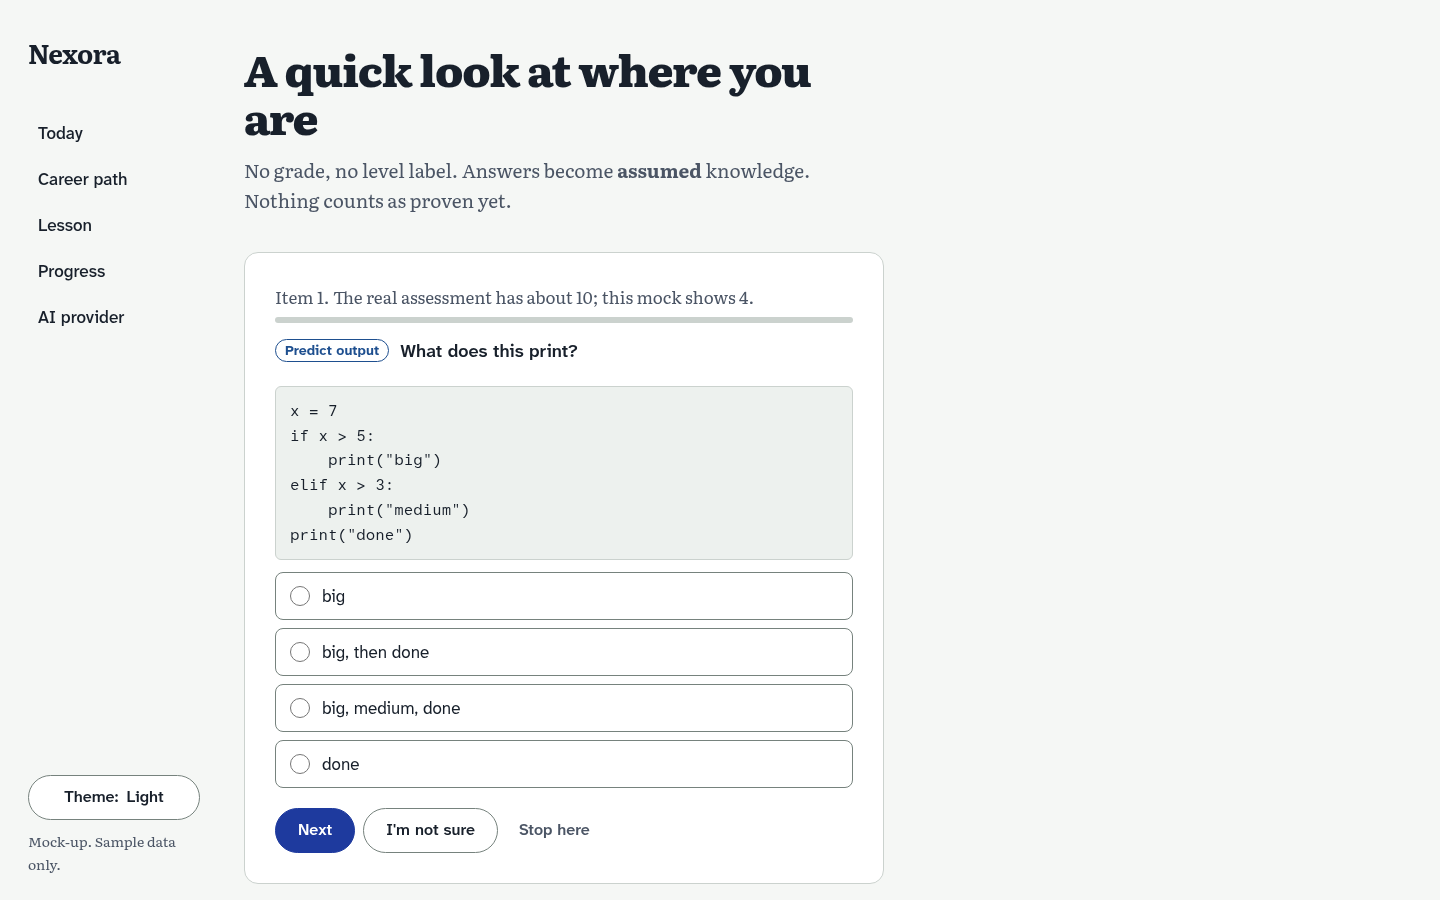 Nexora
Today
Career path
Lesson
Progress
AI provider
Theme: Light
Mock-up. Sample data
only.
A quick look at where you
are
No grade, no level label. Answers become assumed knowledge.
Nothing counts as proven yet.
Item 1. The real assessment has about 10; this mock shows 4.
Predict output What does this print?
x = 7
if x > 5:
    print("big")
elif x > 3:
    print("medium")
print("done")
big
big, then done
big, medium, done
done
Next I'm not sure Stop here